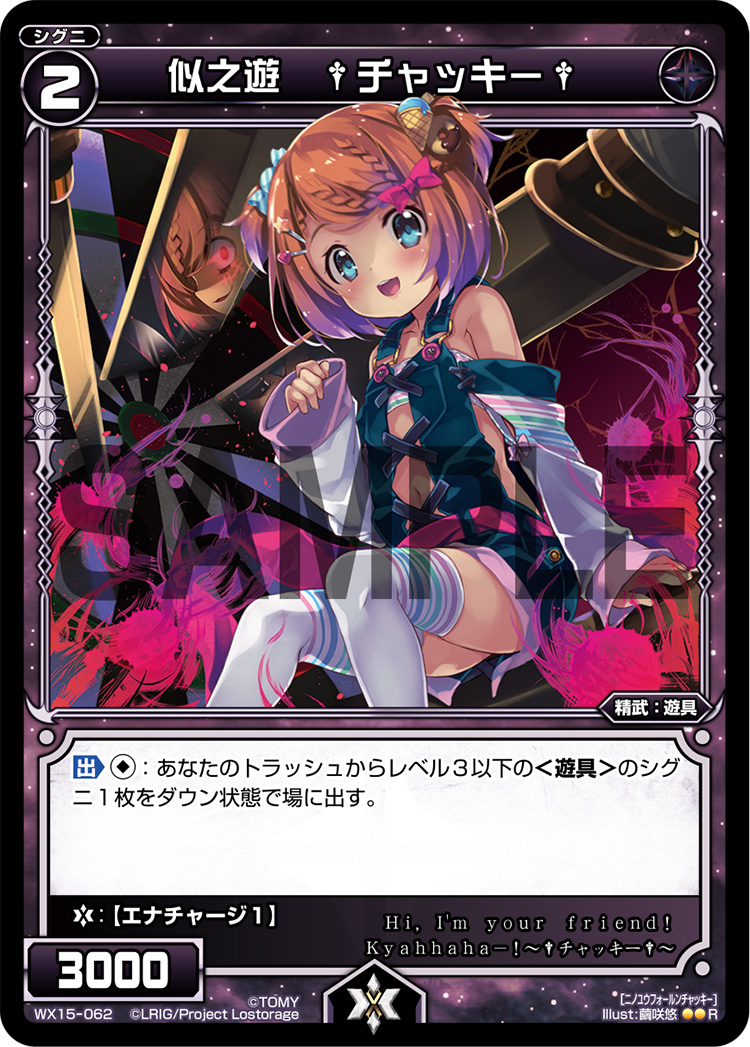 シグニ
2
似之遊 †チャッキー†
SAMPLE
精武：遊具
出：あなたのトラッシュからレベル３以下の＜遊具＞のシグ
ニ１枚をダウン状態で場に出す。
：【エナチャージ１】
Hi, I'm your friend!
Kyahhaha－!～†チャッキー†～
3000
©TOMY
[ニノユウフォールンチャッキー]
WX15-062 ©LRIG/Project Lostorage
Illust:繭咲悠 R